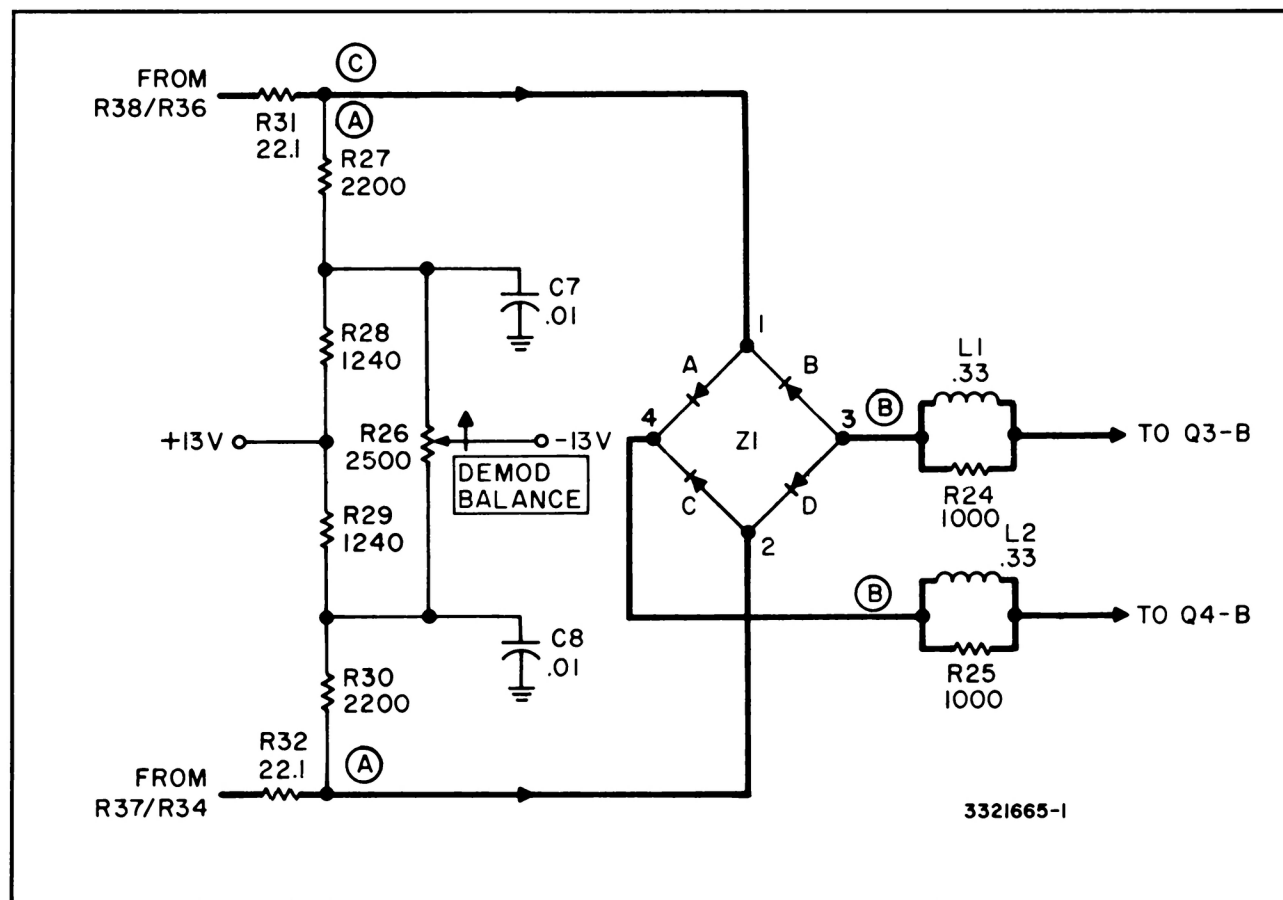 C
FROM
R38/R36
R31
22.1
A
R27
2200
C7
.01
R28
1240
+13V
R26
2500
-13V
DEMOD
BALANCE
R29
1240
C8
.01
R30
2200
R32
22.1
A
FROM
R37/R34
1
A
B
4
3
Z1
C
D
2
B
L1
.33
TO Q3-B
R24
1000
L2
.33
B
TO Q4-B
R25
1000
3321665-1